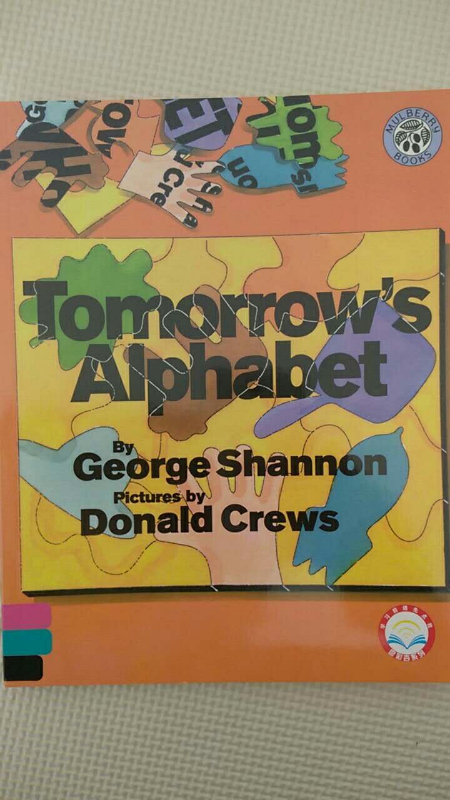 MULBERRY
BOOKS
Tomorrow's
Alphabet
By
George Shannon
Pictures by
Donald Crews